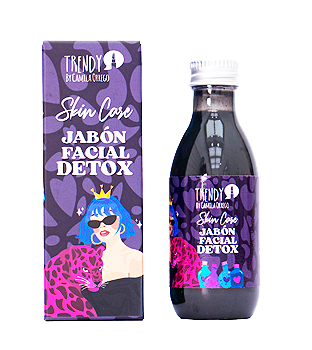 TRENDY
BY CAMILA ORREGO
Skin Care
JABÓN
FACIAL
DETOX
TRENDY
BY CAMILA ORREGO
Skin Care
JABÓN
FACIAL
DETOX